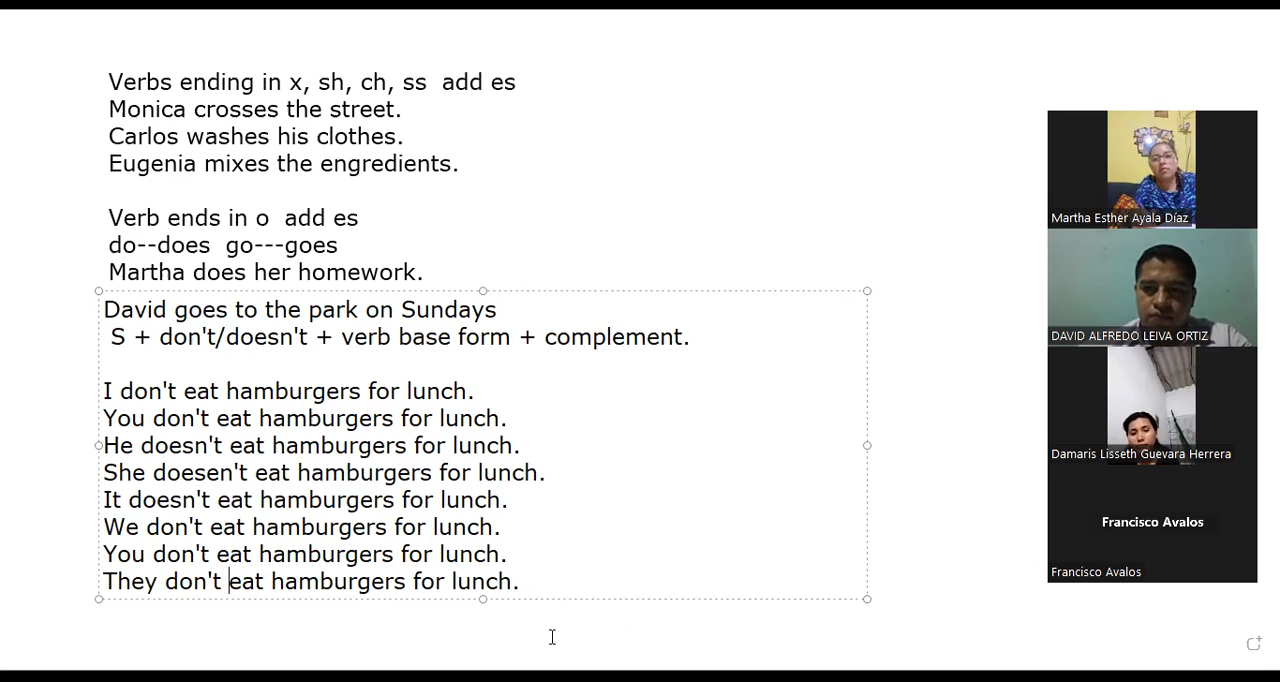 Verbs ending in x, sh, ch, ss  add es
Monica crosses the street.
Carlos washes his clothes.
Eugenia mixes the engredients.
Verb ends in o  add es
do--does  go---goes
Martha does her homework.
David goes to the park on Sundays
S + don't/doesn't + verb base form + complement.
I don't eat hamburgers for lunch.
You don't eat hamburgers for lunch.
He doesn't eat hamburgers for lunch.
She doesen't eat hamburgers for lunch.
It doesn't eat hamburgers for lunch.
We don't eat hamburgers for lunch.
You don't eat hamburgers for lunch.
They don't eat hamburgers for lunch.
Martha Esther Ayala Díaz
DAVID ALFREDO LEIVA ORTIZ
Damaris Lisseth Guevara Herrera
Francisco Avalos
Francisco Avalos